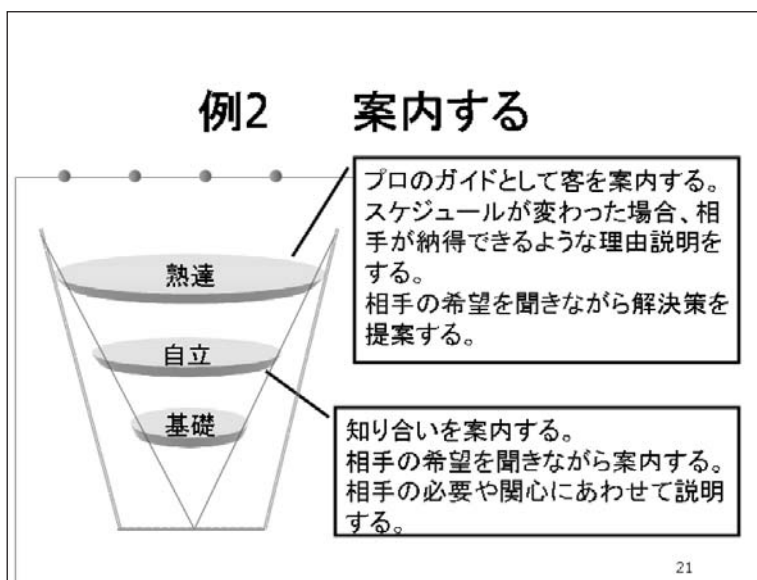 例2　案内する
プロのガイドとして客を案内する。
スケジュールが変わった場合、相
手が納得できるような理由説明を
する。
相手の希望を聞きながら解決策を
提案する。
熟達
自立
基礎
知り合いを案内する。
相手の希望を聞きながら案内する。
相手の必要や関心にあわせて説明
する。
21